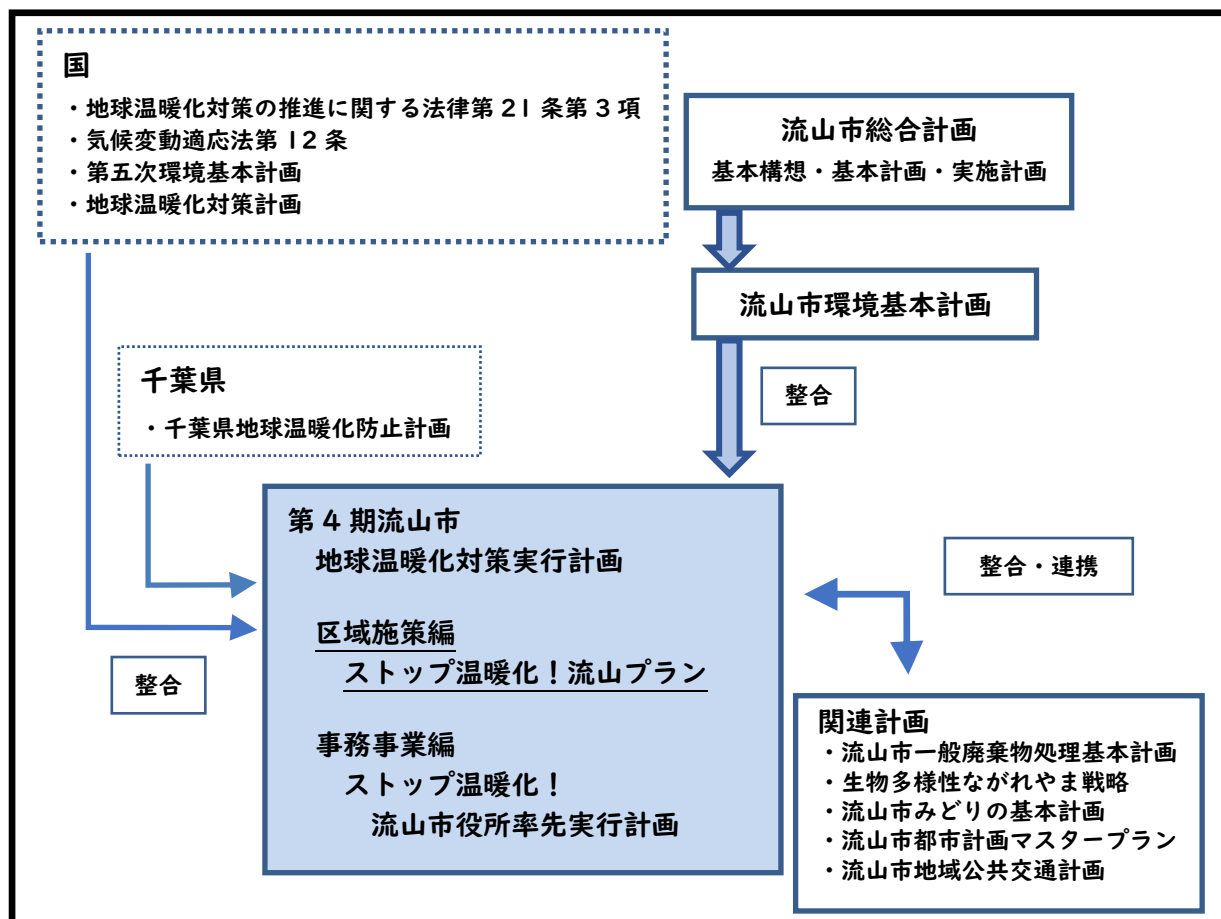 国
・地球温暖化対策の推進に関する法律第21条第3項
・気候変動適応法第12条
・第五次環境基本計画
・地球温暖化対策計画
流山市総合計画
基本構想・基本計画・実施計画
流山市環境基本計画
整合
千葉県
・千葉県地球温暖化防止計画
第4期流山市
地球温暖化対策実行計画
区域施策編
ストップ温暖化！流山プラン
事務事業編
ストップ温暖化！
流山市役所率先実行計画
整合
整合・連携
関連計画
・流山市一般廃棄物処理基本計画
・生物多様性ながれやま戦略
・流山市みどりの基本計画
・流山市都市計画マスタープラン
・流山市地域公共交通計画